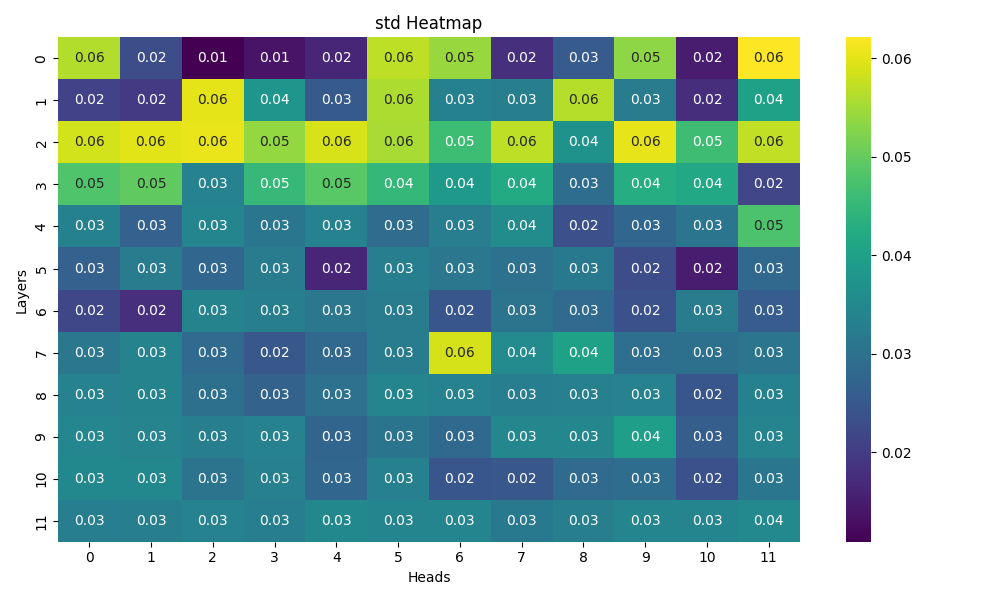 std Heatmap
0 0.06 0.02 0.01 0.01 0.02 0.06 0.05 0.02 0.03 0.05 0.02 0.06
1 0.02 0.02 0.06 0.04 0.03 0.06 0.03 0.03 0.06 0.03 0.02 0.04
2 0.06 0.06 0.06 0.05 0.06 0.06 0.05 0.06 0.04 0.06 0.05 0.06
3 0.05 0.05 0.03 0.05 0.05 0.04 0.04 0.04 0.03 0.04 0.04 0.02
4 0.03 0.03 0.03 0.03 0.03 0.03 0.03 0.04 0.02 0.03 0.03 0.05
5 0.03 0.03 0.03 0.03 0.02 0.03 0.03 0.03 0.03 0.02 0.02 0.03
6 0.02 0.02 0.03 0.03 0.03 0.03 0.02 0.03 0.03 0.02 0.03 0.03
7 0.03 0.03 0.03 0.02 0.03 0.03 0.06 0.04 0.04 0.03 0.03 0.03
8 0.03 0.03 0.03 0.03 0.03 0.03 0.03 0.03 0.03 0.03 0.02 0.03
9 0.03 0.03 0.03 0.03 0.03 0.03 0.03 0.03 0.03 0.04 0.03 0.03
10 0.03 0.03 0.03 0.03 0.03 0.03 0.02 0.02 0.03 0.03 0.02 0.03
11 0.03 0.03 0.03 0.03 0.03 0.03 0.03 0.03 0.03 0.03 0.03 0.04
0 1 2 3 4 5 6 7 8 9 10 11
Heads
Layers
0.06
0.05
0.04
0.03
0.02